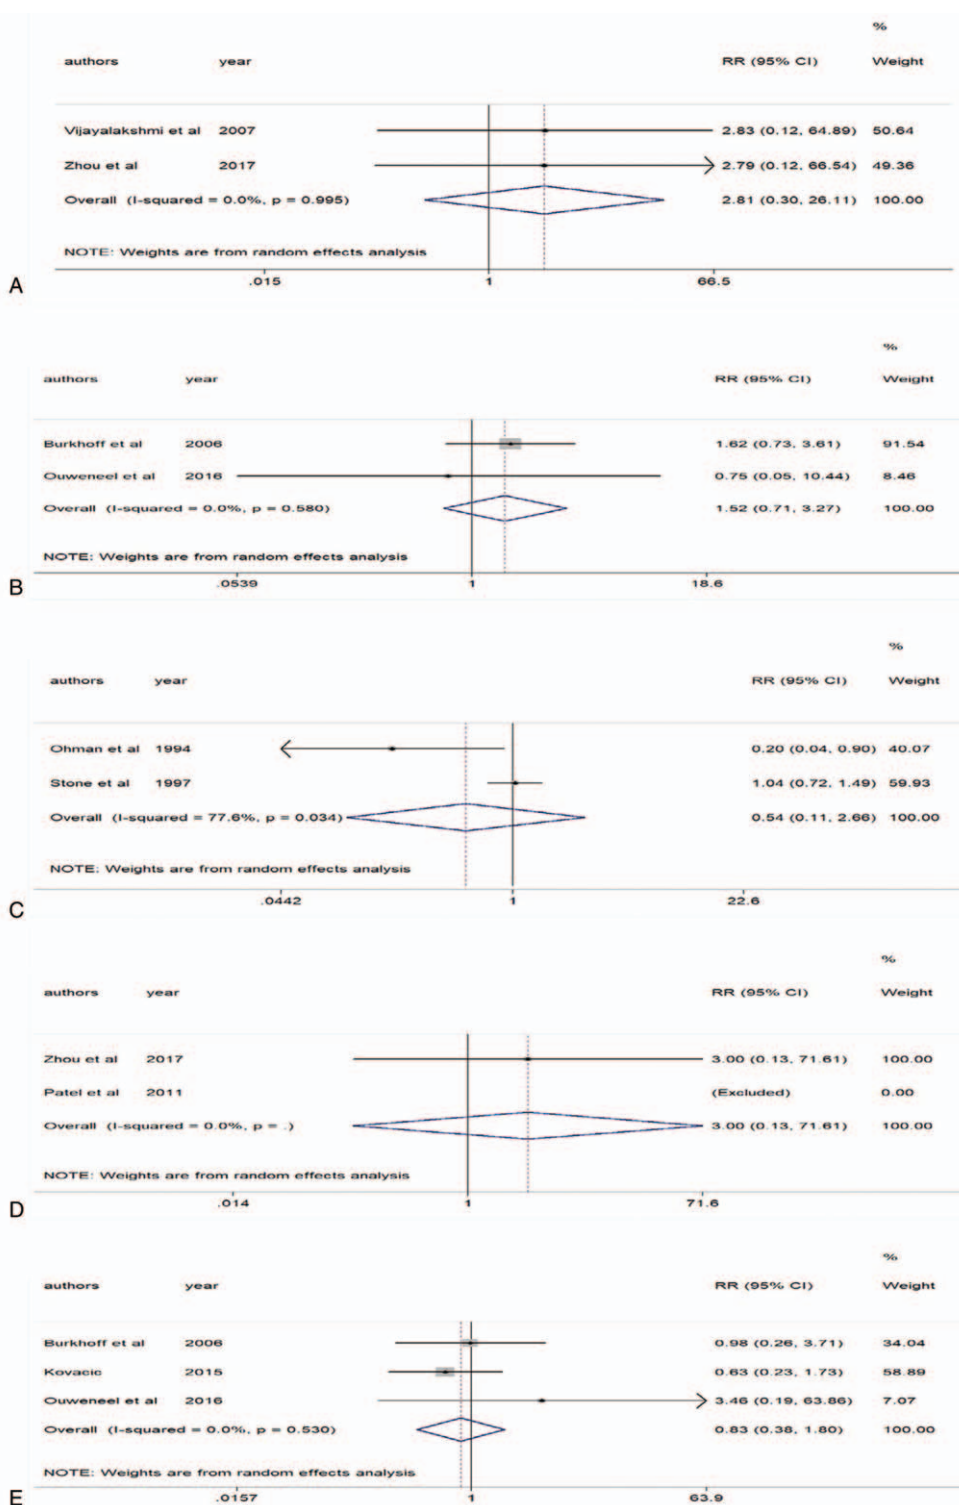 %
authors year RR (95% CI) Weight
Vijayalakshmi et al 2007 2.83 (0.12, 64.89) 50.64
Zhou et al 2017 2.79 (0.12, 66.54) 49.36
Overall (I-squared = 0.0%, p = 0.995) 2.81 (0.30, 26.11) 100.00
NOTE: Weights are from random effects analysis
A .015 1 66.5
%
authors year RR (95% CI) Weight
Burkhoff et al 2006 1.62 (0.73, 3.61) 91.54
Ouweneel et al 2016 0.75 (0.05, 10.44) 8.46
Overall (I-squared = 0.0%, p = 0.580) 1.52 (0.71, 3.27) 100.00
NOTE: Weights are from random effects analysis
B .0539 1 18.6
%
authors year RR (95% CI) Weight
Ohman et al 1994 0.20 (0.04, 0.90) 40.07
Stone et al 1997 1.04 (0.72, 1.49) 59.93
Overall (I-squared = 77.6%, p = 0.034) 0.54 (0.11, 2.66) 100.00
NOTE: Weights are from random effects analysis
C .0442 1 22.6
%
authors year RR (95% CI) Weight
Zhou et al 2017 3.00 (0.13, 71.61) 100.00
Patel et al 2011 (Excluded) 0.00
Overall (I-squared = 0.0%, p = .) 3.00 (0.13, 71.61) 100.00
NOTE: Weights are from random effects analysis
D .014 1 71.6
%
authors year RR (95% CI) Weight
Burkhoff et al 2006 0.98 (0.26, 3.71) 34.04
Kovacic 2015 0.63 (0.23, 1.73) 58.89
Ouweneel et al 2016 3.46 (0.19, 63.86) 7.07
Overall (I-squared = 0.0%, p = 0.530) 0.83 (0.38, 1.80) 100.00
NOTE: Weights are from random effects analysis
E .0157 1 63.9